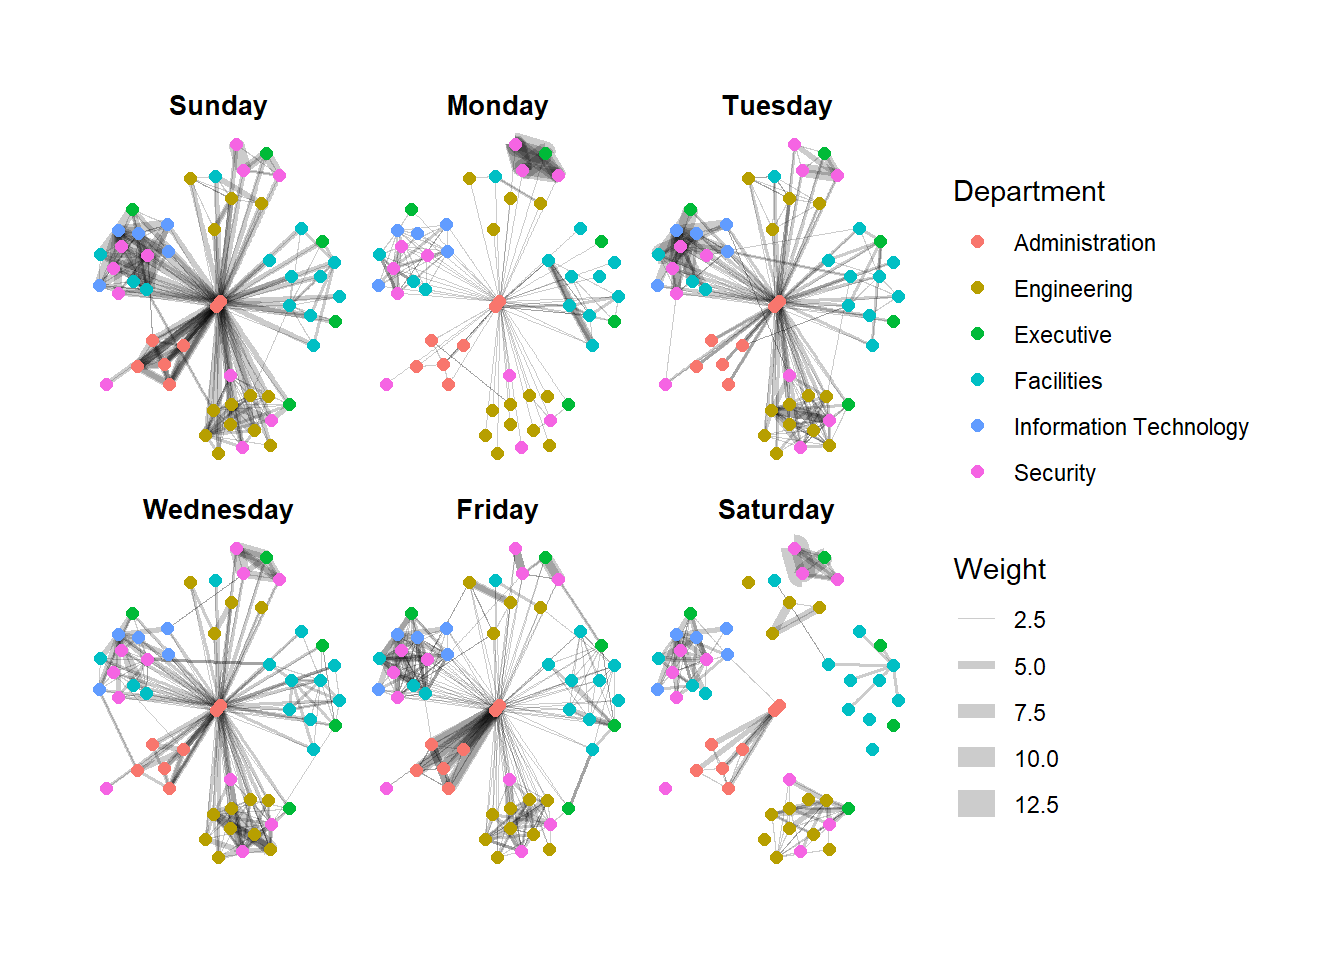 Sunday
Monday
Tuesday
Wednesday
Friday
Saturday
Department
Administration
Engineering
Executive
Facilities
Information Technology
Security
Weight
2.5
5.0
7.5
10.0
12.5